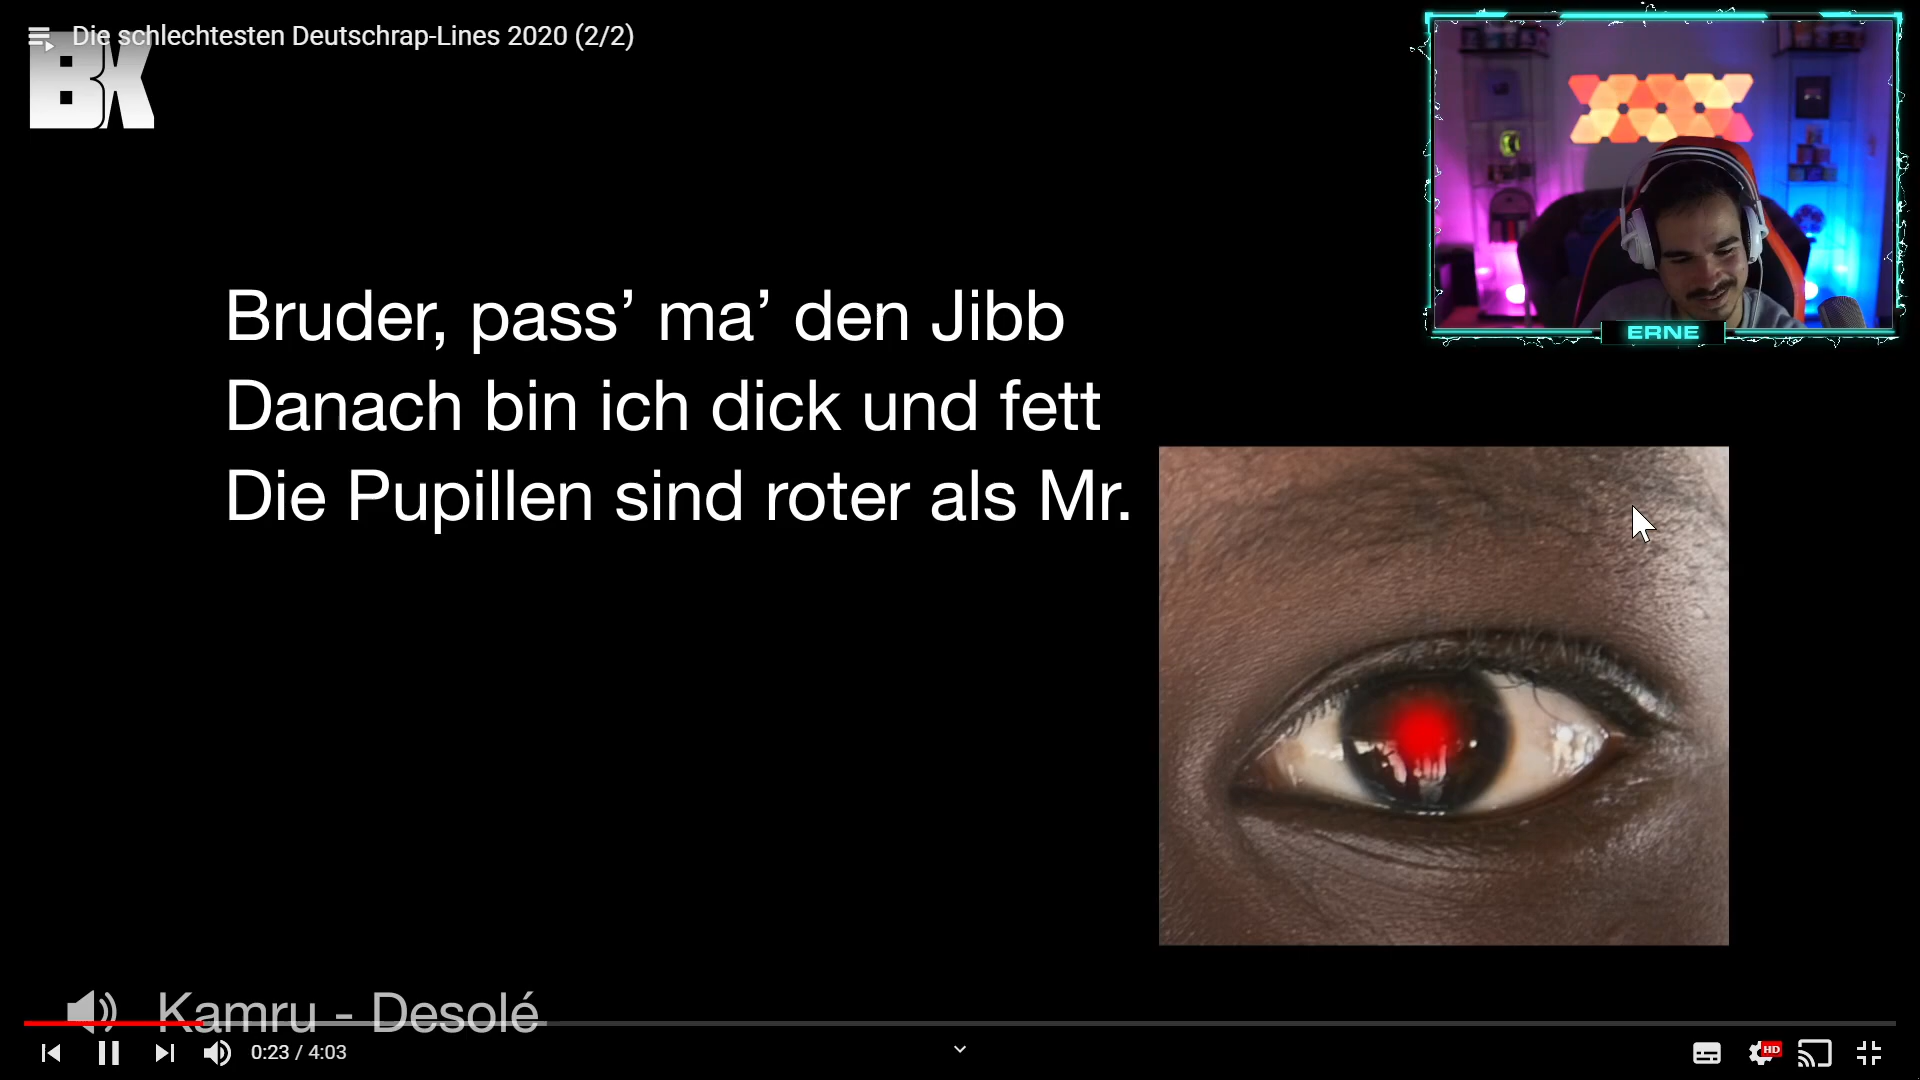 Die schlechtesten Deutschrap-Lines 2020 (2/2)
BK
ERNE
Bruder, pass’ ma’ den Jibb
Danach bin ich dick und fett
Die Pupillen sind roter als Mr.
Kamru - Desolé
0:23 / 4:03
HD